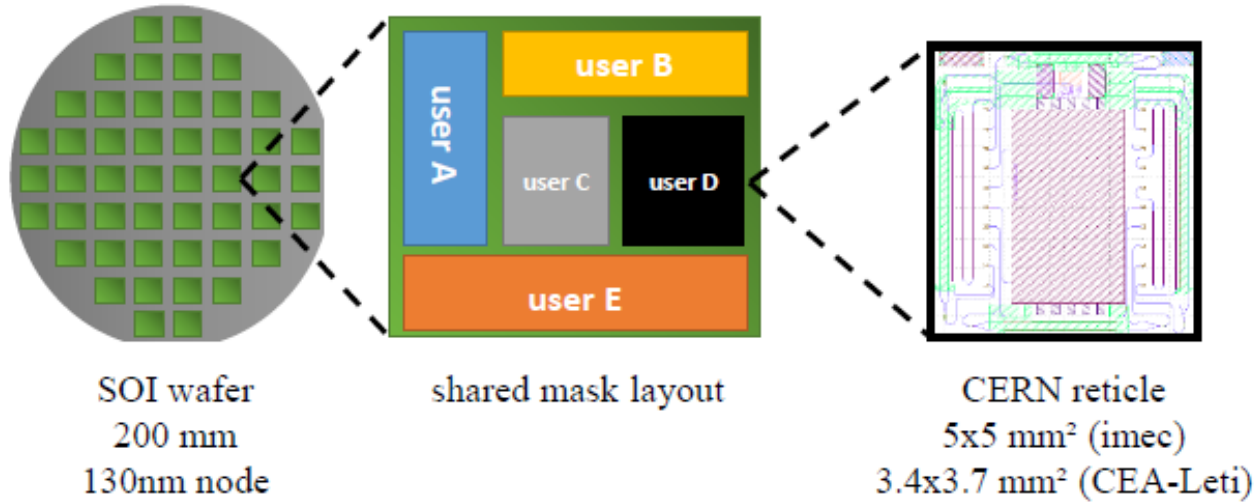 user A
user B
user C
user D
user E
SOI wafer
200 mm
130nm node
shared mask layout
CERN reticle
5x5 mm² (imec)
3.4x3.7 mm² (CEA-Leti)